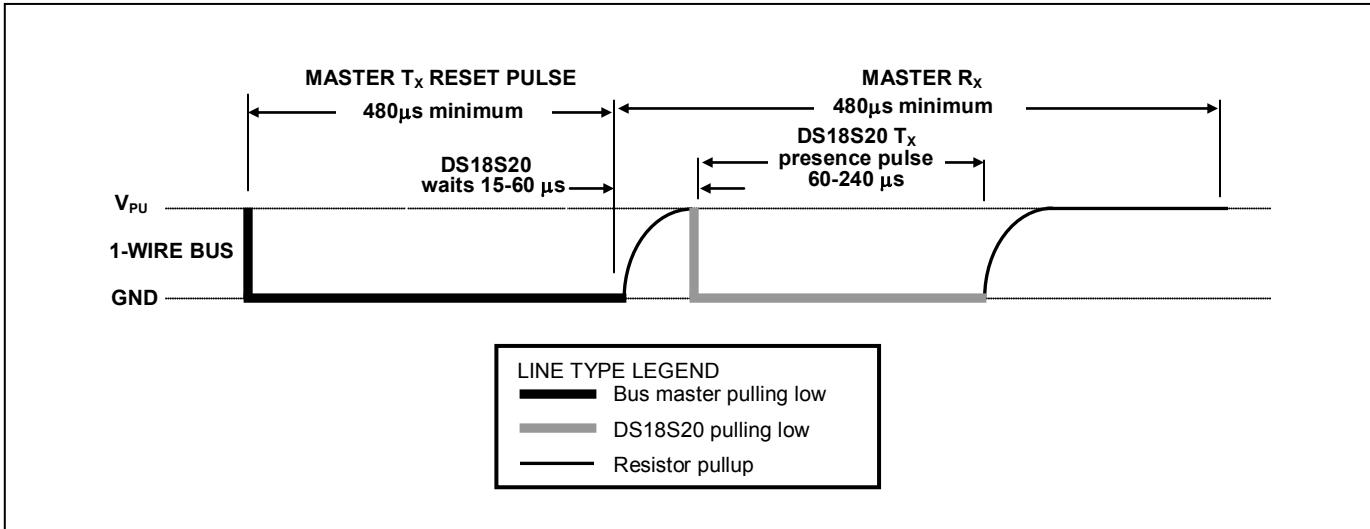 MASTER TX RESET PULSE
480μs minimum
MASTER RX
480μs minimum
DS18S20
waits 15-60 μs
DS18S20 TX
presence pulse
60-240 μs
VPU
1-WIRE BUS
GND
LINE TYPE LEGEND
Bus master pulling low
DS18S20 pulling low
Resistor pullup